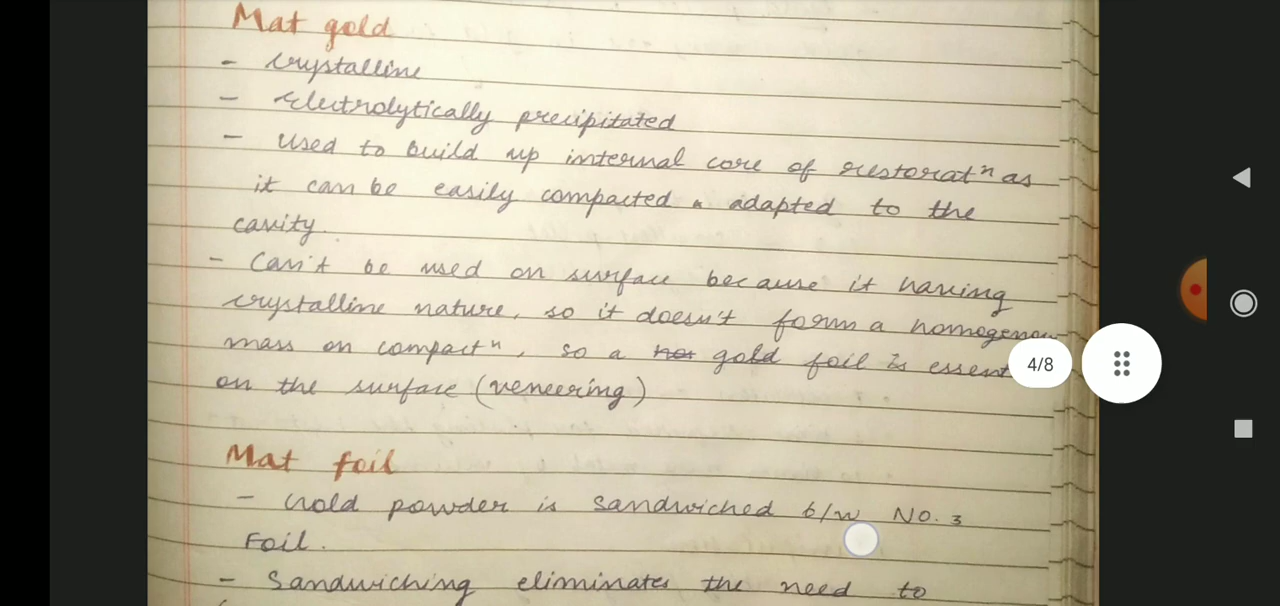 Mat gold
- Crystalline
- Electrolytically precipitated
- Used to build up internal core of restoratⁿ as
it can be easily compacted & adapted to the
cavity.
- Can't be used on surface because it having
crystalline nature, so it doesn't form a homogenous
mass on compactⁿ, so a gold foil is essent
on the surface (veneering)
Mat foil
- Gold powder is sandwiched b/w NO. 3
Foil.
- Sandwiching eliminates the need to
4/8